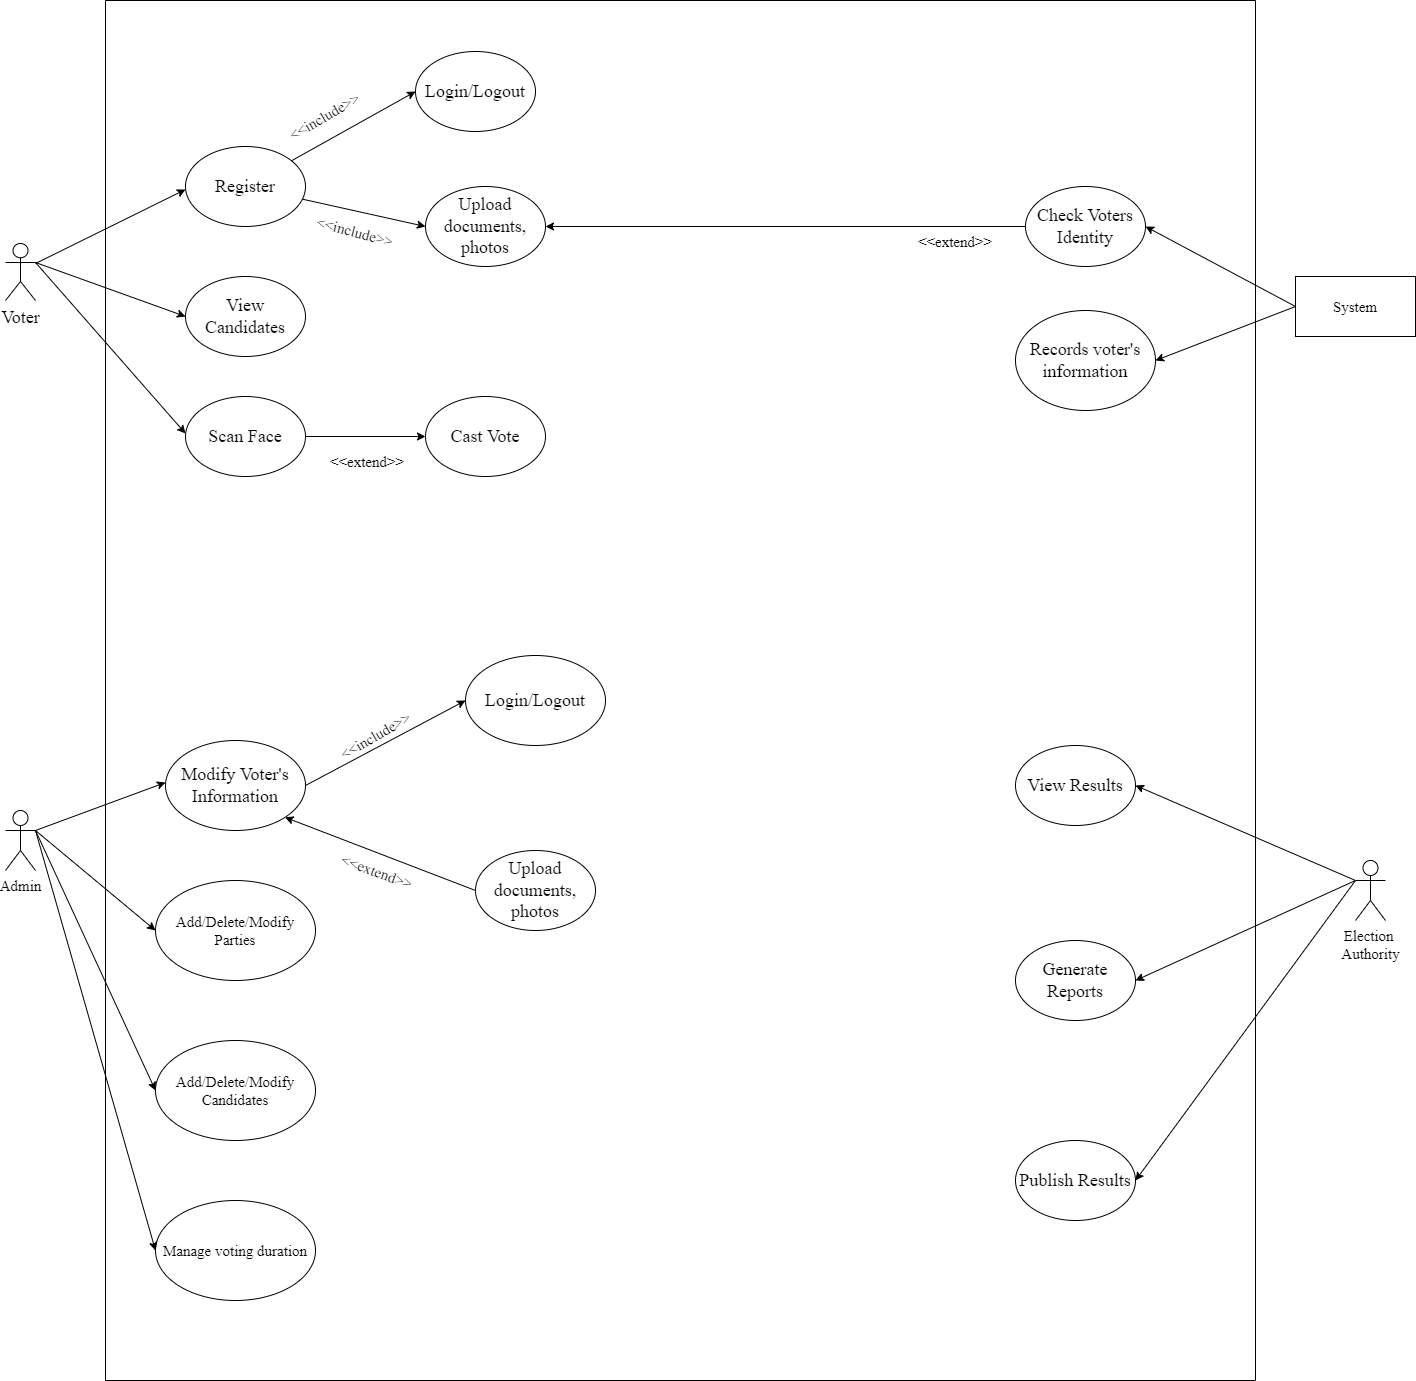 Login/Logout
<<include>>
Register
Upload
documents,
photos
<<include>>
Check Voters
Identity
<<extend>>
Voter
View
Candidates
System
Records voter's
information
Scan Face
Cast Vote
<<extend>>
Login/Logout
<<include>>
Modify Voter's
Information
View Results
<<extend>>
Upload
documents,
photos
Admin
Add/Delete/Modify
Parties
Election
Authority
Generate
Reports
Add/Delete/Modify
Candidates
Publish Results
Manage voting duration